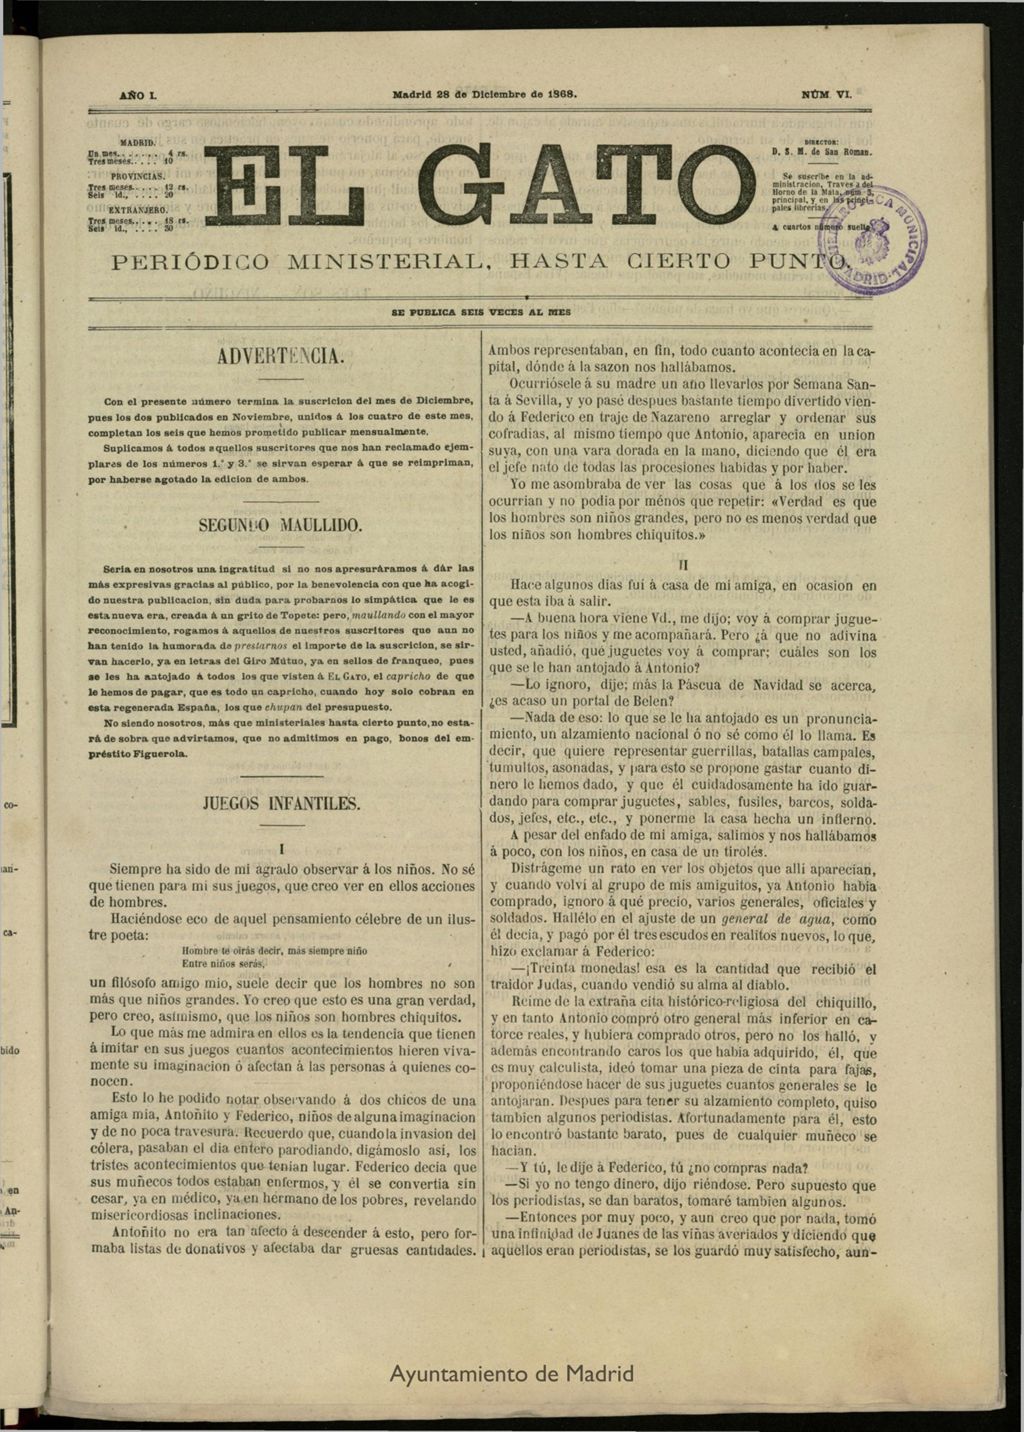 AÑO I.
Madrid 28 de Diciembre de 1868.
NÚM. VI.
MADRID.
Un mes. . . . . . . . 4 rs.
Tres meses. . . . . 10
PROVINCIAS.
Tres meses. . . . . 12 rs.
Seis id., . . . . 20
EXTRANJERO.
Tres meses. . . . 18 rs.
Seis id., . . . . 30
EL GATO
DIRECTOR:
D. S. M. de San Roman.
Se suscribe en la ad-
ministracion, Travesía del
Horno de la Mata, núm 3,
principal, y en las princi-
pales librerías.
4 cuartos número suelto
BIBLIOTECA MUNICIPAL
MADRID
PERIÓDICO MINISTERIAL, HASTA CIERTO PUNTO.
SE PUBLICA SEIS VECES AL MES
ADVERTENCIA.
Con el presente número termina la suscricion del mes de Diciembre,
pues los dos publicados en Noviembre, unidos á los cuatro de este mes,
completan los seis que hemos prometido publicar mensualmente.
Suplicamos á todos aquellos suscritores que nos han reclamado ejem-
plares de los números 1.° y 3.° se sirvan esperar á que se reimpriman,
por haberse agotado la edicion de ambos.
SEGUNDO MAULLIDO.
Seria en nosotros una ingratitud si no nos apresuráramos á dár las
más expresivas gracias al público, por la benevolencia con que ha acogi-
do nuestra publicacion, sin duda para probarnos lo simpática que le es
esta nueva era, creada á un grito de Topete: pero, maullando con el mayor
reconocimiento, rogamos á aquellos de nuestros suscritores que aun no
han tenido la humorada de prestarnos el importe de la suscricion, se sir-
van hacerlo, ya en letras del Giro Mútuo, ya en sellos de franqueo, pues
se les ha antojado á todos los que visten á EL GATO, el capricho de que
le hemos de pagar, que es todo un capricho, cuando hoy solo cobran en
esta regenerada España, los que chupan del presupuesto.
No siendo nosotros, más que ministeriales hasta cierto punto, no esta-
rá de sobra que advirtamos, que no admitimos en pago, bonos del em-
préstito Figuerola.
JUEGOS INFANTILES.
I
Siempre ha sido de mi agrado observar á los niños. No sé
que tienen para mi sus juegos, que creo ver en ellos acciones
de hombres.
Haciéndose eco de aquel pensamiento célebre de un ilus-
tre poeta:
Hombre te oirás decir, más siempre niño
Entre niños serás,
un filósofo amigo mio, suele decir que los hombres no son
más que niños grandes. Yo creo que esto es una gran verdad,
pero creo, asimismo, que los niños son hombres chiquitos.
Lo que más me admira en ellos es la tendencia que tienen
á imitar en sus juegos cuantos acontecimientos hieren viva-
mente su imaginacion ó afectan á las personas á quienes co-
nocen.
Esto lo he podido notar observando á dos chicos de una
amiga mia, Antoñito y Federico, niños de alguna imaginacion
y de no poca travesura. Recuerdo que, cuando la invasion del
cólera, pasaban el dia entero parodiando, digámoslo así, los
tristes acontecimientos que tenian lugar. Federico decia que
sus muñecos todos estaban enfermos, y él se convertia sin
cesar, ya en médico, ya en hermano de los pobres, revelando
misericordiosas inclinaciones.
Antoñito no era tan afecto á descender á esto, pero for-
maba listas de donativos y afectaba dar gruesas cantidades.
Ambos representaban, en fin, todo cuanto acontecia en la ca-
pital, dónde á la sazon nos hallábamos.
Ocurriósele á su madre un año llevarlos por Semana San-
ta á Sevilla, y yo pasé despues bastante tiempo divertido vien-
do á Federico en traje de Nazareno arreglar y ordenar sus
cofradias, al mismo tiempo que Antonio, aparecia en union
suya, con una vara dorada en la mano, diciendo que él era
el jefe nato de todas las procesiones habidas y por haber.
Yo me asombraba de ver las cosas que á los dos se les
ocurrian y no podia por ménos que repetir: «Verdad es que
los hombres son niños grandes, pero no es menos verdad que
los niños son hombres chiquitos.»
II
Hace algunos dias fui á casa de mi amiga, en ocasion en
que esta iba á salir.
—A buena hora viene Vd., me dijo; voy á comprar jugue-
tes para los niños y me acompañará. Pero ¿á que no adivina
usted, añadió, qué juguetes voy á comprar; cuáles son los
que se le han antojado á Antonio?
—Lo ignoro, dije; más la Páscua de Navidad se acerca,
¿es acaso un portal de Belen?
—Nada de eso: lo que se le ha antojado es un pronuncia-
miento, un alzamiento nacional ó no sé como él lo llama. Es
decir, que quiere representar guerrillas, batallas campales,
tumultos, asonadas, y para esto se propone gastar cuanto di-
nero le hemos dado, y que él cuidadosamente ha ido guar-
dando para comprar juguetes, sables, fusiles, barcos, solda-
dos, jefes, etc., etc., y ponerme la casa hecha un infierno.
A pesar del enfado de mi amiga, salimos y nos hallábamos
á poco, con los niños, en casa de un tirolés.
Distrágeme un rato en ver los objetos que alli aparecian,
y cuando volví al grupo de mis amiguitos, ya Antonio habia
comprado, ignoro á qué precio, varios generales, oficiales y
soldados. Hallélo en el ajuste de un general de agua, como
él decia, y pagó por él tres escudos en realitos nuevos, lo que,
hizo exclamar á Federico:
—¡Treinta monedas! esa es la cantidad que recibió el
traidor Judas, cuando vendió su alma al diablo.
Reime de la extraña cita histórico-religiosa del chiquillo,
y en tanto Antonio compró otro general más inferior en ca-
torce reales, y hubiera comprado otros, pero no los halló, y
además encontrando caros los que habia adquirido, él, que
es muy calculista, ideó tomar una pieza de cinta para fajas,
proponiéndose hacer de sus juguetes cuantos generales se le
antojaran. Despues para tener su alzamiento completo, quiso
tambien algunos periodistas. Afortunadamente para él, esto
lo encontró bastante barato, pues de cualquier muñeco se
hacian.
—Y tú, le dije á Federico, tú ¿no compras nada?
—Si yo no tengo dinero, dijo riéndose. Pero supuesto que
los periodistas, se dan baratos, tomaré tambien algunos.
—Entonces por muy poco, y aun creo que por nada, tomó
una infinidad de Juanes de las viñas averiados y diciendo que
aquellos eran periodistas, se los guardó muy satisfecho, aun-
Ayuntamiento de Madrid